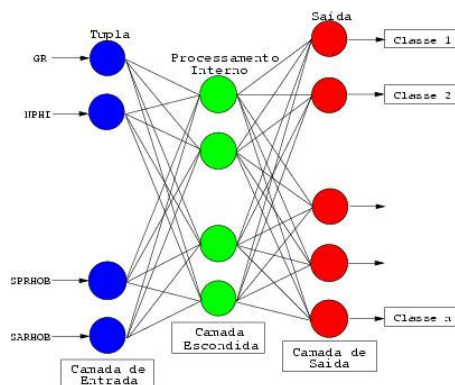 Saída
Tupla
Classe 1
GR
Processamento
Interno
Classe 2
NPHI
SPRHOB
SARHOB
Classe n
Camada
Escondida
Camada de
Entrada
Camada de
Saída